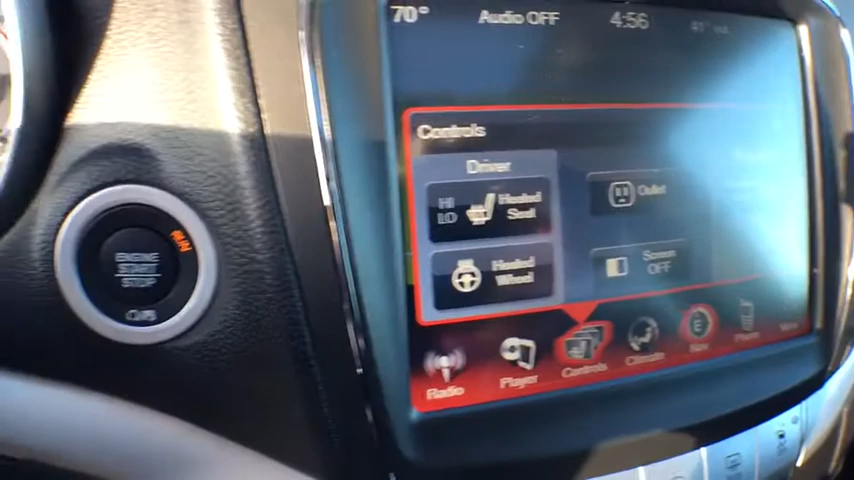 70° Audio OFF 4:56
Controls
Driver
HI
LO
Heated
Seat
Outlet
Heated
Wheel
Screen
OFF
ENGINE
START
STOP
RUN
Radio
Player
Controls
Climate
Nav
Phone
More